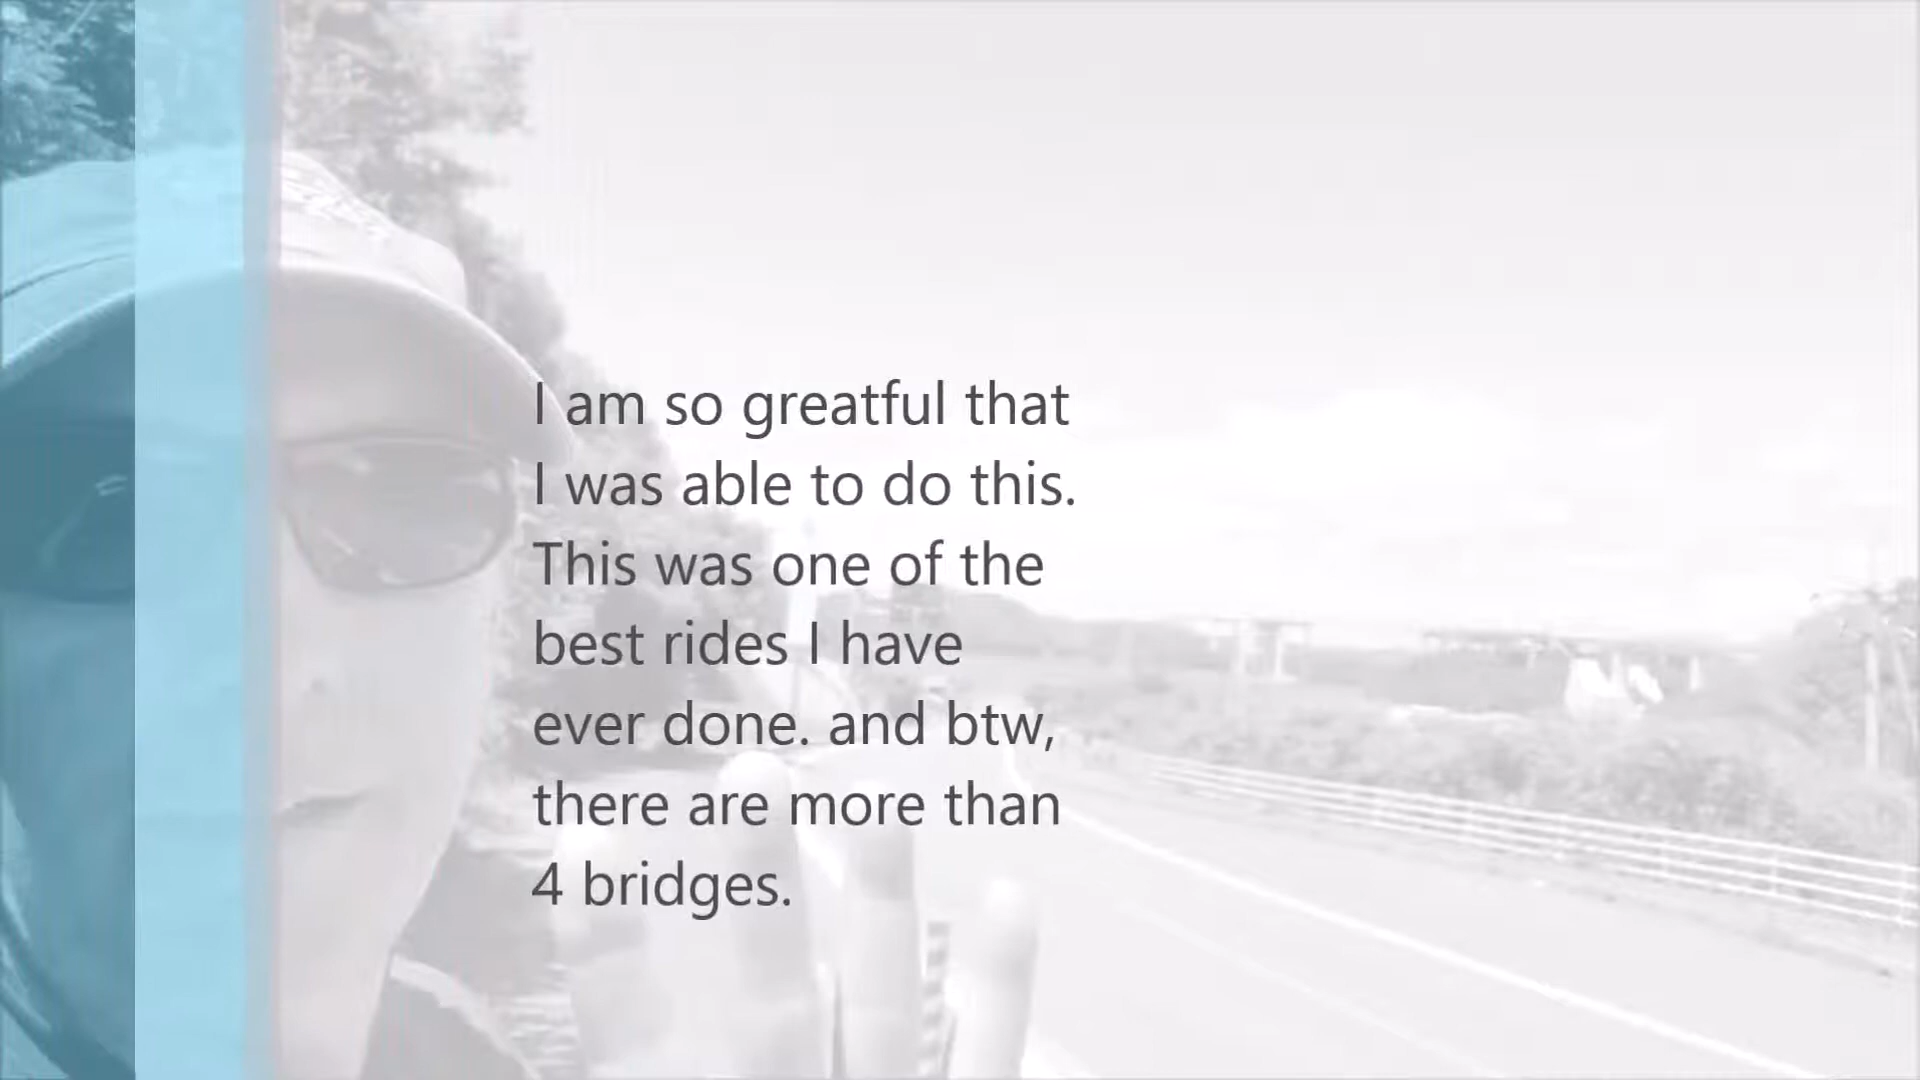 I am so greatful that
I was able to do this.
This was one of the
best rides I have
ever done. and btw,
there are more than
4 bridges.